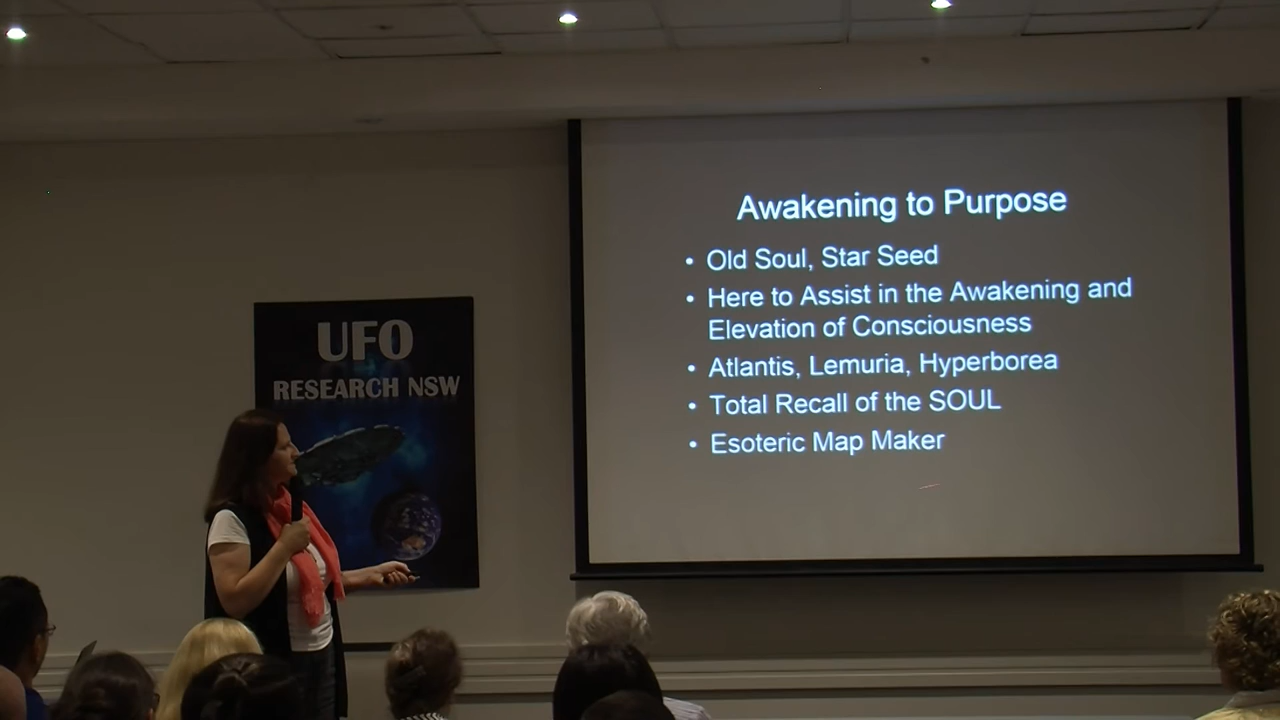 UFO
RESEARCH NSW
Awakening to Purpose
• Old Soul, Star Seed
• Here to Assist in the Awakening and
Elevation of Consciousness
• Atlantis, Lemuria, Hyperborea
• Total Recall of the SOUL
• Esoteric Map Maker